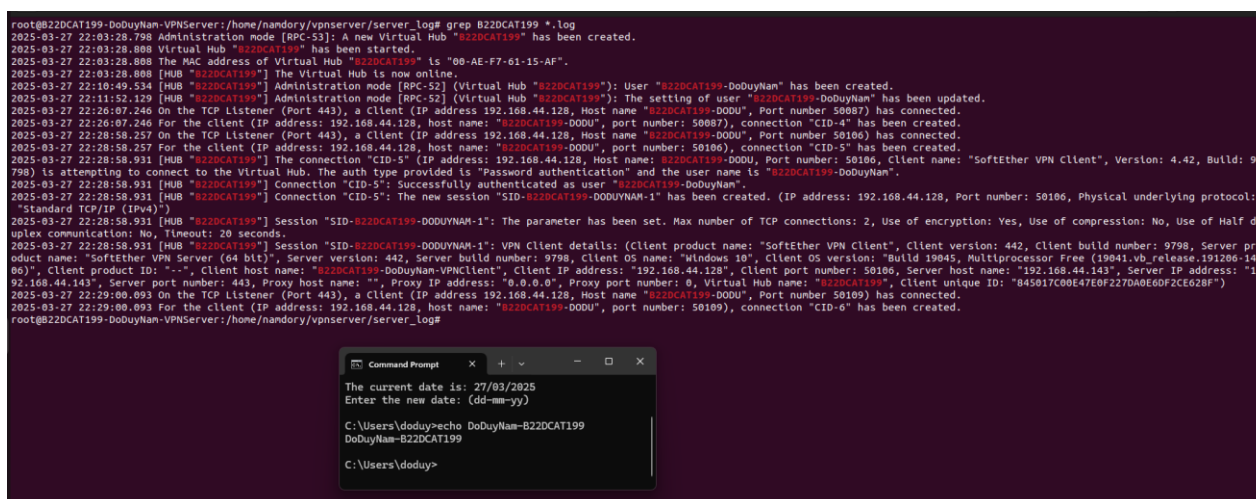 root@B22DCAT199-DoDuyNam-VPNServer:/home/namdory/vpnserver/server_log# grep B22DCAT199 *.log
2025-03-27 22:03:28.798 Administration mode [RPC-53]: A new Virtual Hub "B22DCAT199" has been created.
2025-03-27 22:03:28.808 Virtual Hub "B22DCAT199" has been started.
2025-03-27 22:03:28.808 The MAC address of Virtual Hub "B22DCAT199" is "00-AE-F7-61-15-AF".
2025-03-27 22:03:28.808 [HUB "B22DCAT199"] The Virtual Hub is now online.
2025-03-27 22:10:49.534 [HUB "B22DCAT199"] Administration mode [RPC-52] (Virtual Hub "B22DCAT199"): User "B22DCAT199-DoDuyNam" has been created.
2025-03-27 22:11:52.129 [HUB "B22DCAT199"] Administration mode [RPC-52] (Virtual Hub "B22DCAT199"): The setting of user "B22DCAT199-DoDuyNam" has been updated.
2025-03-27 22:26:07.246 On the TCP Listener (Port 443), a Client (IP address 192.168.44.128, Host name "B22DCAT199-DODU", Port number 50087) has connected.
2025-03-27 22:26:07.246 For the client (IP address: 192.168.44.128, host name: "B22DCAT199-DODU", port number: 50087), connection "CID-4" has been created.
2025-03-27 22:28:58.257 On the TCP Listener (Port 443), a Client (IP address 192.168.44.128, Host name "B22DCAT199-DODU", Port number 50106) has connected.
2025-03-27 22:28:58.257 For the client (IP address: 192.168.44.128, host name: "B22DCAT199-DODU", port number: 50106), connection "CID-5" has been created.
2025-03-27 22:28:58.931 [HUB "B22DCAT199"] The connection "CID-5" (IP address: 192.168.44.128, Host name: B22DCAT199-DODU, Port number: 50106, Client name: "SoftEther VPN Client", Version: 4.42, Build: 9
798) is attempting to connect to the Virtual Hub. The auth type provided is "Password authentication" and the user name is "B22DCAT199-DoDuyNam".
2025-03-27 22:28:58.931 [HUB "B22DCAT199"] Connection "CID-5": Successfully authenticated as user "B22DCAT199-DoDuyNam".
2025-03-27 22:28:58.931 [HUB "B22DCAT199"] Connection "CID-5": The new session "SID-B22DCAT199-DODUYNAM-1" has been created. (IP address: 192.168.44.128, Port number: 50106, Physical underlying protocol:
"Standard TCP/IP (IPv4)")
2025-03-27 22:28:58.931 [HUB "B22DCAT199"] Session "SID-B22DCAT199-DODUYNAM-1": The parameter has been set. Max number of TCP connections: 2, Use of encryption: Yes, Use of compression: No, Use of Half d
uplex communication: No, Timeout: 20 seconds.
2025-03-27 22:28:58.931 [HUB "B22DCAT199"] Session "SID-B22DCAT199-DODUYNAM-1": VPN Client details: (Client product name: "SoftEther VPN Client", Client version: 442, Client build number: 9798, Server pr
oduct name: "SoftEther VPN Server (64 bit)", Server version: 442, Server build number: 9798, Client OS name: "Windows 10", Client OS version: "Build 19045, Multiprocessor Free (19041.vb_release.191206-14
06)", Client product ID: "--", Client host name: "B22DCAT199-DoDuyNam-VPNClient", Client IP address: "192.168.44.128", Client port number: 50106, Server host name: "192.168.44.143", Server IP address: "1
92.168.44.143", Server port number: 443, Proxy host name: "", Proxy IP address: "0.0.0.0", Proxy port number: 0, Virtual Hub name: "B22DCAT199", Client unique ID: "845017C00E47E0F227DA0E6DF2CE628F")
2025-03-27 22:29:00.093 On the TCP Listener (Port 443), a Client (IP address 192.168.44.128, Host name "B22DCAT199-DODU", Port number 50109) has connected.
2025-03-27 22:29:00.093 For the client (IP address: 192.168.44.128, host name: "B22DCAT199-DODU", port number: 50109), connection "CID-6" has been created.
root@B22DCAT199-DoDuyNam-VPNServer:/home/namdory/vpnserver/server_log#
Command Prompt
The current date is: 27/03/2025
Enter the new date: (dd-mm-yy)
C:\Users\doduy>echo DoDuyNam-B22DCAT199
DoDuyNam-B22DCAT199
C:\Users\doduy>